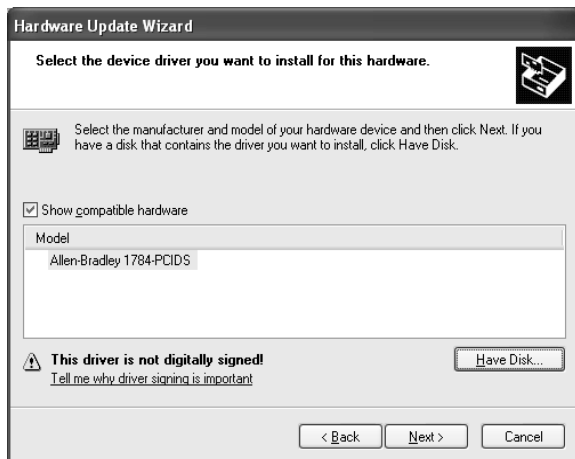 Hardware Update Wizard
Select the device driver you want to install for this hardware.
Select the manufacturer and model of your hardware device and then click Next. If you
have a disk that contains the driver you want to install, click Have Disk.
Show compatible hardware
Model
Allen-Bradley 1784-PCIDS
This driver is not digitally signed!
Tell me why driver signing is important
Have Disk...
< Back
Next >
Cancel